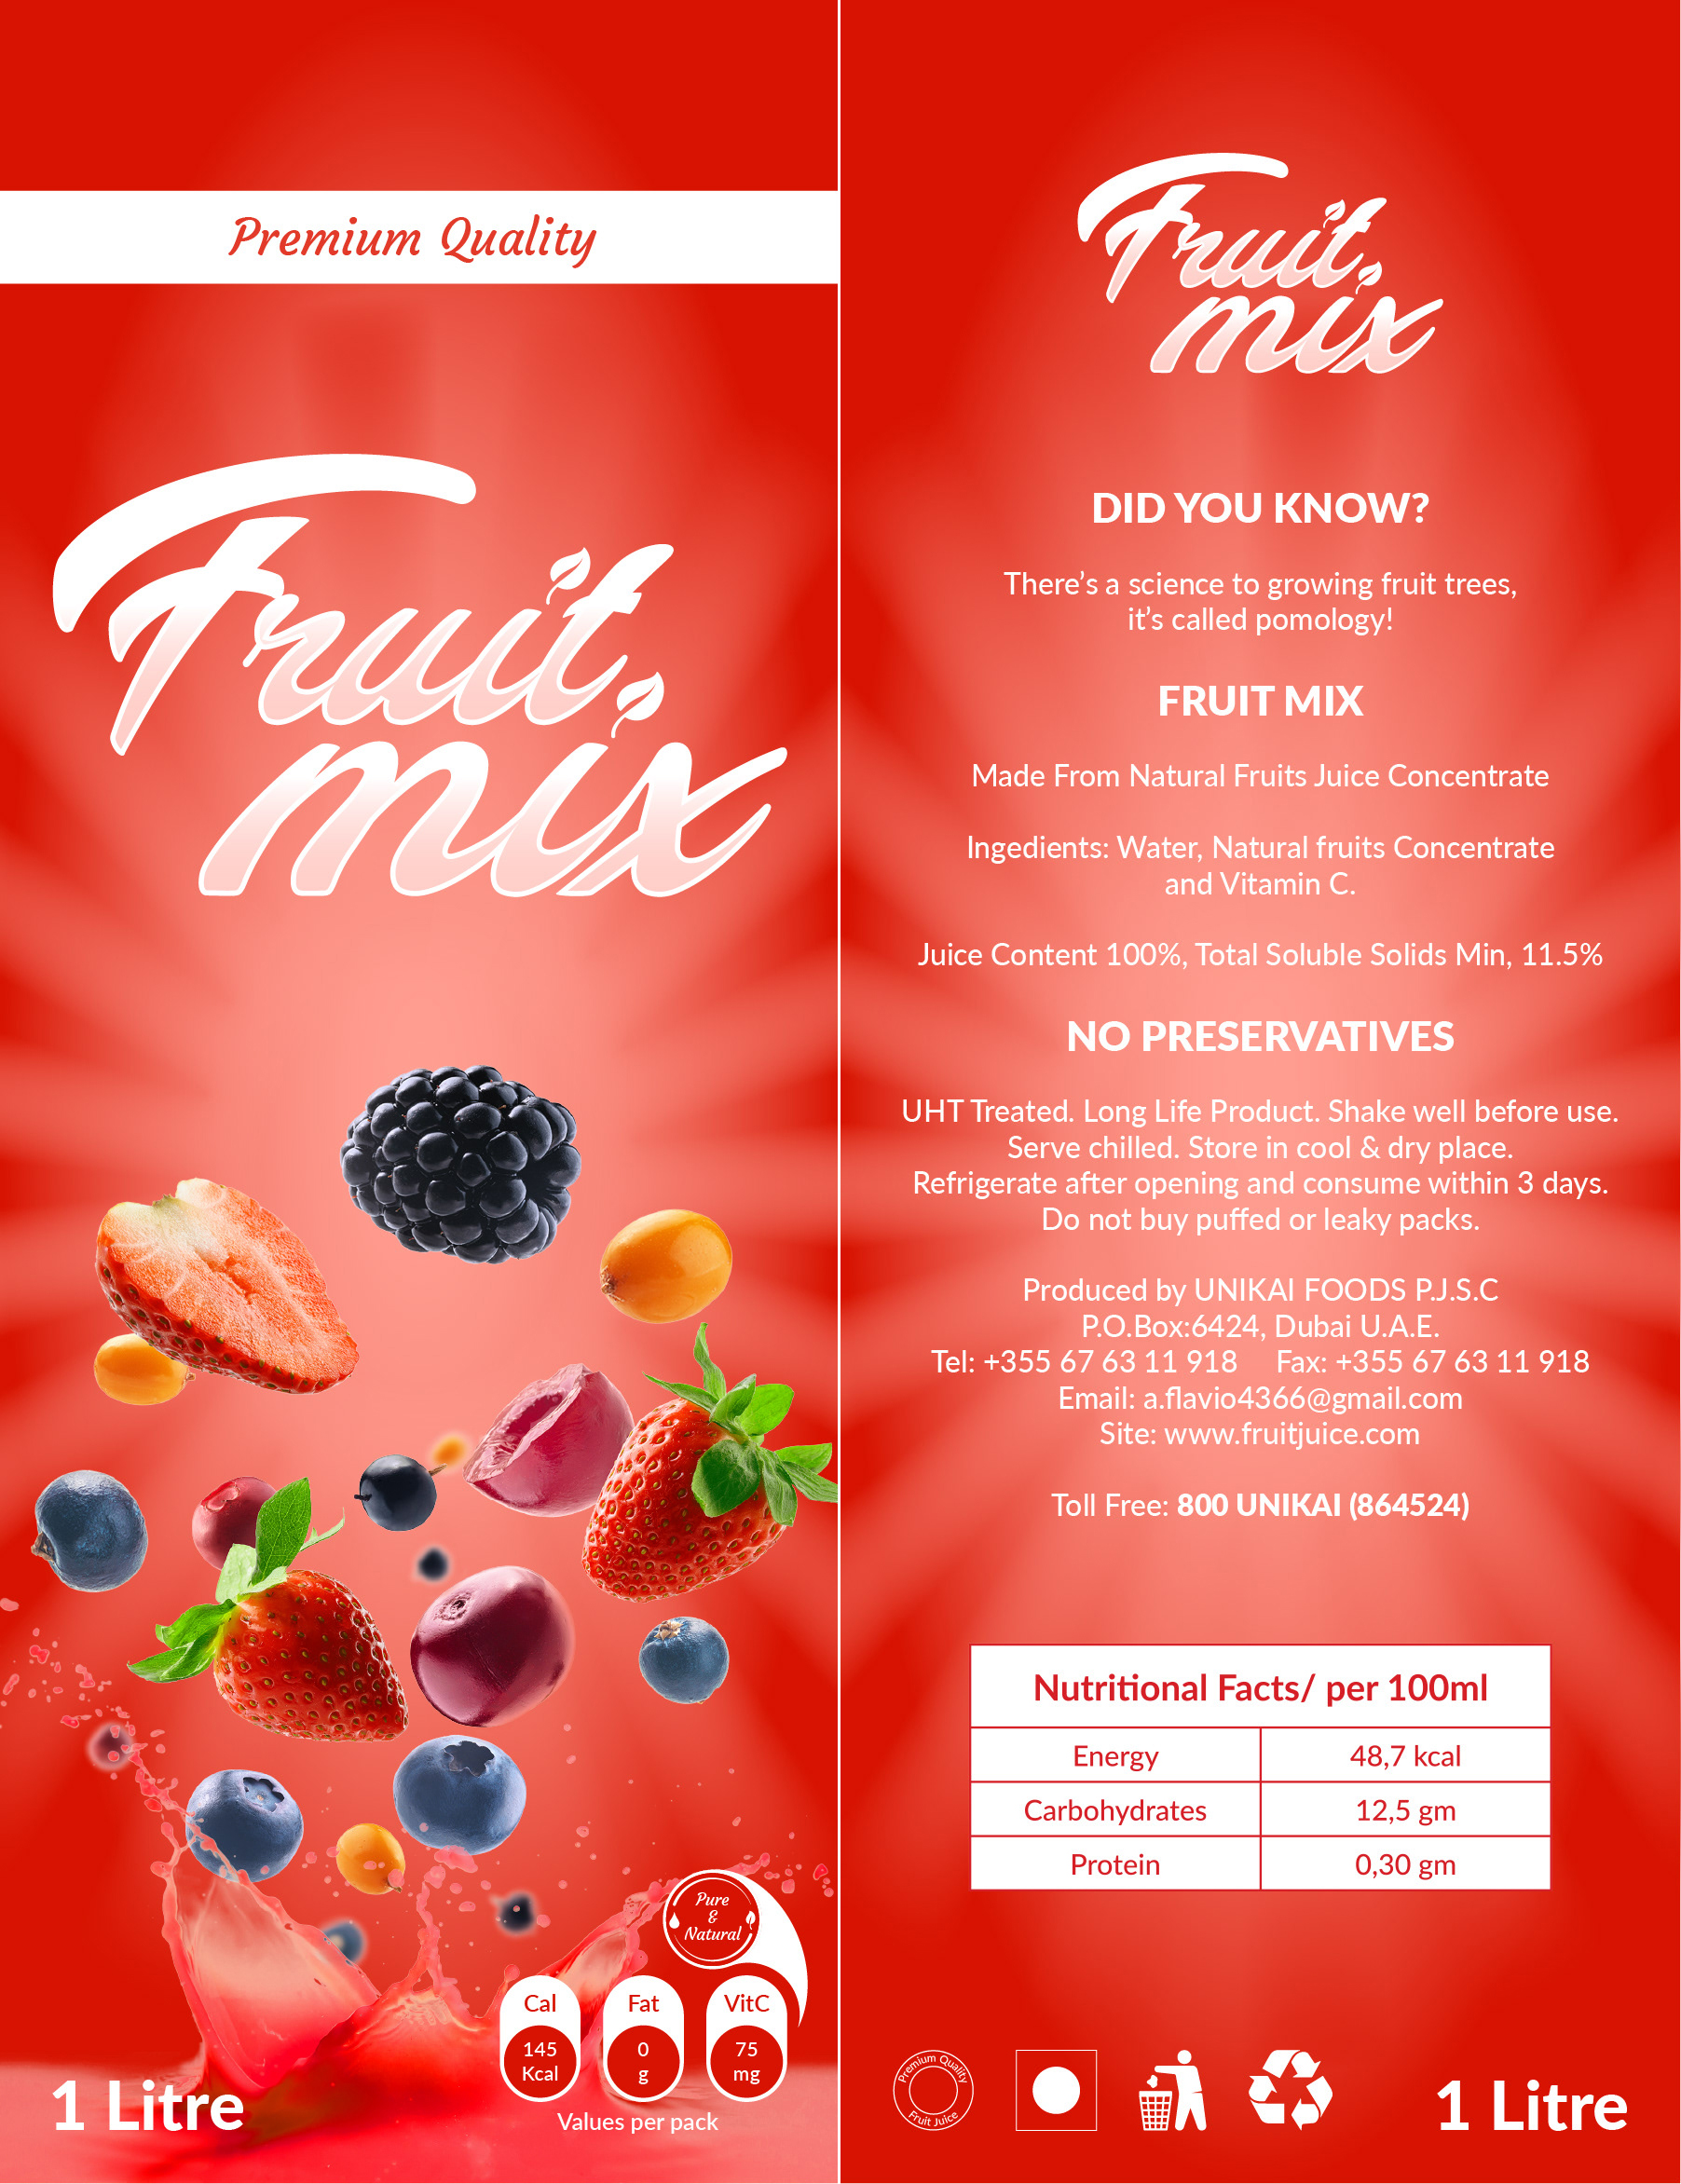 Premium Quality
Fruit
mix
Pure
&
Natural
Cal
145
Kcal
Fat
0
g
VitC
75
mg
Values per pack
1 Litre
Fruit
mix
DID YOU KNOW?
There's a science to growing fruit trees,
it's called pomology!
FRUIT MIX
Made From Natural Fruits Juice Concentrate
Ingedients: Water, Natural fruits Concentrate
and Vitamin C.
Juice Content 100%, Total Soluble Solids Min, 11.5%
NO PRESERVATIVES
UHT Treated. Long Life Product. Shake well before use.
Serve chilled. Store in cool & dry place.
Refrigerate after opening and consume within 3 days.
Do not buy puffed or leaky packs.
Produced by UNIKAI FOODS P.J.S.C
P.O.Box:6424, Dubai U.A.E.
Tel: +355 67 63 11 918 Fax: +355 67 63 11 918
Email: a.flavio4366@gmail.com
Site: www.fruitjuice.com
Toll Free: 800 UNIKAI (864524)
Nutritional Facts/ per 100ml
Energy 48,7 kcal
Carbohydrates 12,5 gm
Protein 0,30 gm
Premium Quality
Fruit Juice
1 Litre